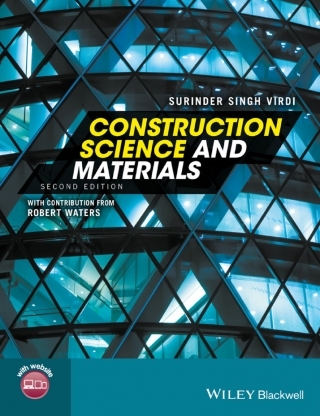 SURINDER SINGH VIRDI
CONSTRUCTION
SCIENCE AND
MATERIALS
SECOND EDITION
WITH CONTRIBUTION FROM
ROBERT WATERS
with website
WILEY Blackwell